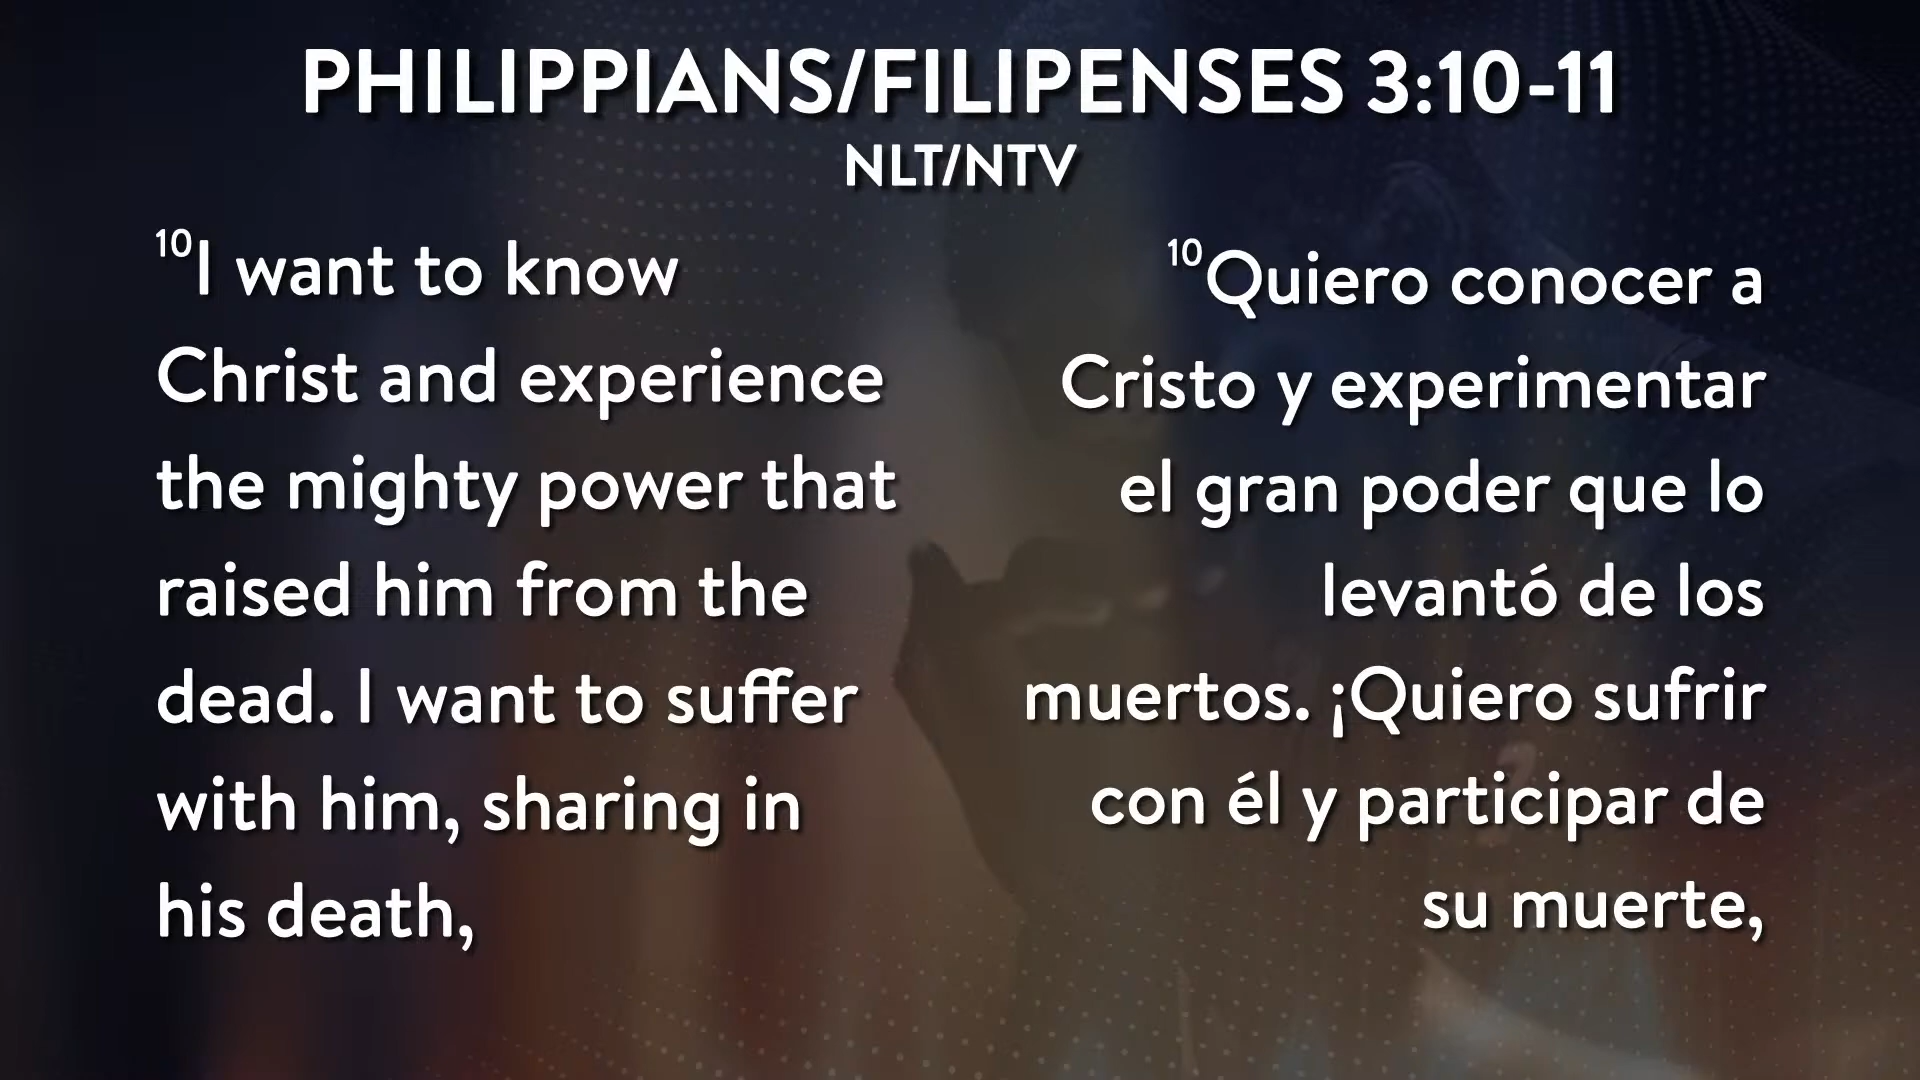 PHILIPPIANS/FILIPENSES 3:10-11
NLT/NTV
10I want to know
Christ and experience
the mighty power that
raised him from the
dead. I want to suffer
with him, sharing in
his death,
10Quiero conocer a
Cristo y experimentar
el gran poder que lo
levantó de los
muertos. ¡Quiero sufrir
con él y participar de
su muerte,